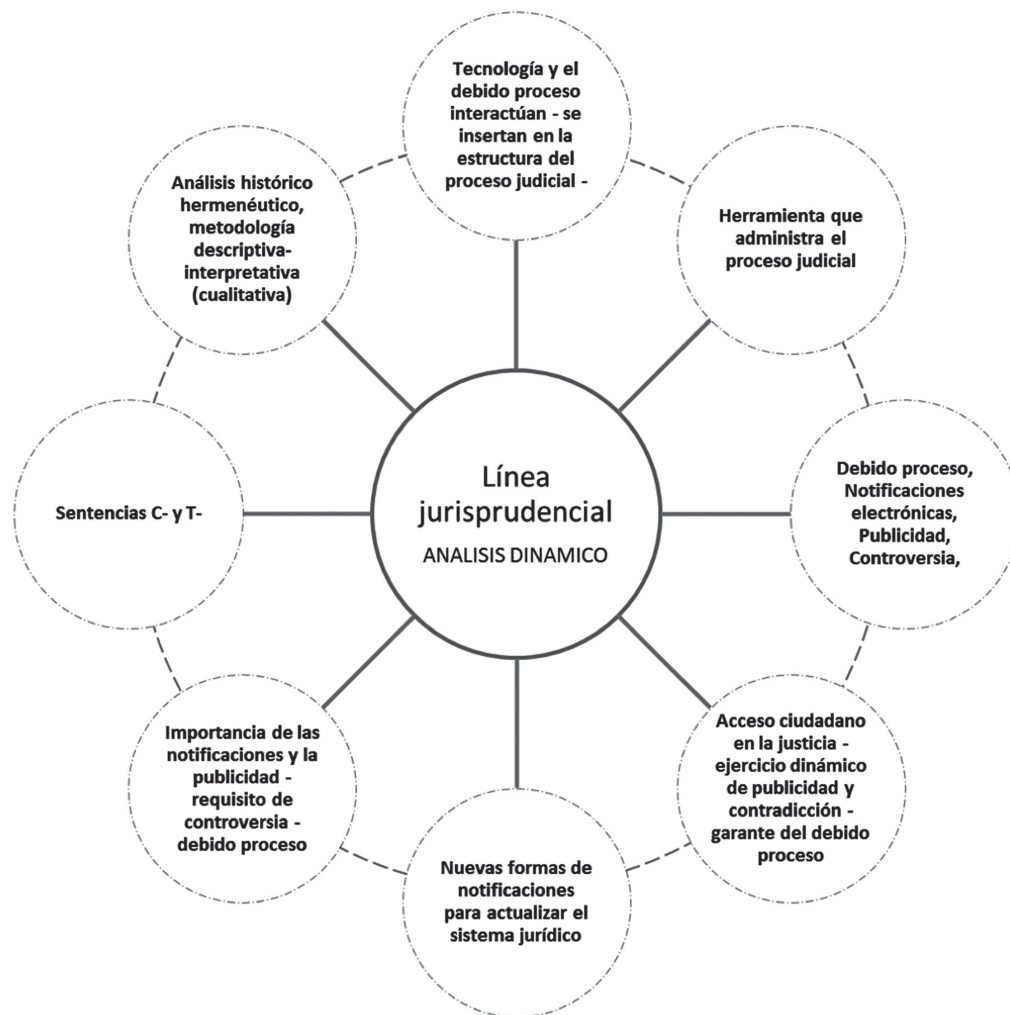 Tecnología y el
debido proceso
interactúan - se
insertan en la
estructura del
proceso judicial -
Herramienta que
administra el
proceso judicial
Debido proceso,
Notificaciones
electrónicas,
Publicidad,
Controversia,
Acceso ciudadano
en la justicia -
ejercicio dinámico
de publicidad y
contradicción -
garante del debido
proceso
Nuevas formas de
notificaciones
para actualizar el
sistema jurídico
Importancia de las
notificaciones y la
publicidad -
requisito de
controversia -
debido proceso
Sentencias C- y T-
Análisis histórico
hermenéutico,
metodología
descriptiva-
interpretativa
(cualitativa)
Línea
jurisprudencial
ANALISIS DINAMICO